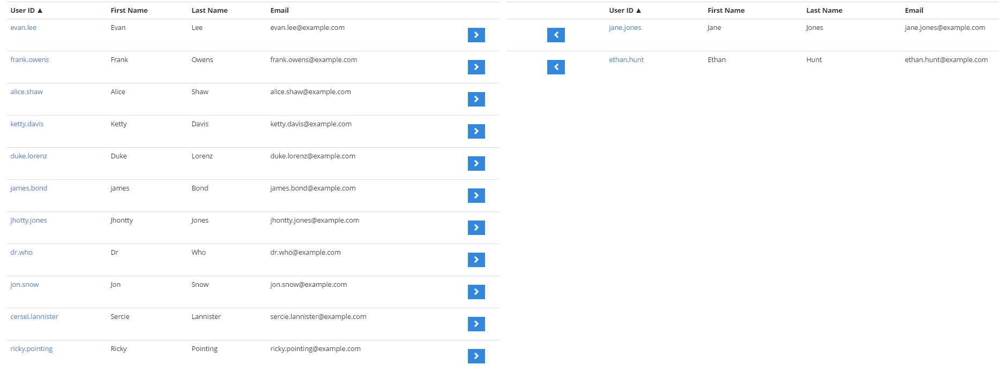 User ID ▲ First Name Last Name Email
evan.lee Evan Lee evan.lee@example.com
frank.owens Frank Owens frank.owens@example.com
alice.shaw Alice Shaw alice.shaw@example.com
ketty.davis Ketty Davis ketty.davis@example.com
duke.lorenz Duke Lorenz duke.lorenz@example.com
james.bond james Bond james.bond@example.com
jhotty.jones Jhontty Jones jhontty.jones@example.com
dr.who Dr Who dr.who@example.com
jon.snow Jon Snow jon.snow@example.com
cersei.lannister Sercie Lannister sercie.lannister@example.com
ricky.pointing Ricky Pointing ricky.pointing@example.com
User ID ▲ First Name Last Name Email
jane.jones Jane Jones jane.jones@example.com
ethan.hunt Ethan Hunt ethan.hunt@example.com